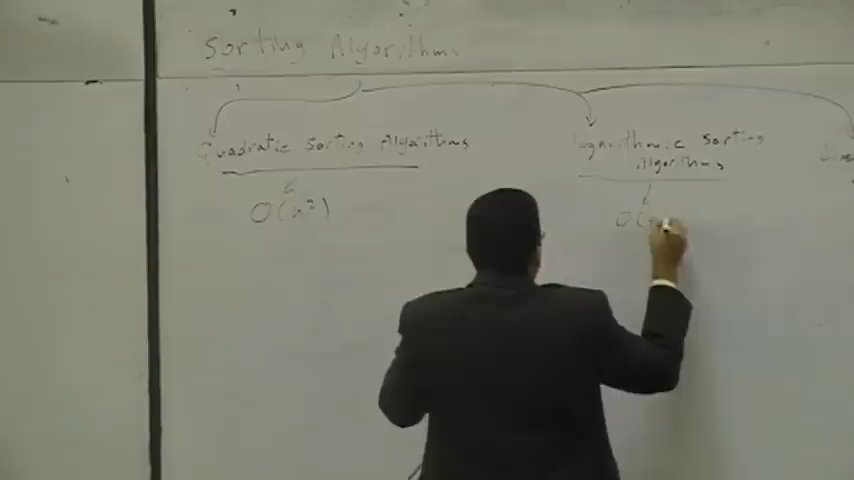 Sorting Algorithms
Quadratic Sorting Algorithms
Logarithmic Sorting
Algorithms
O(n²)
O(n